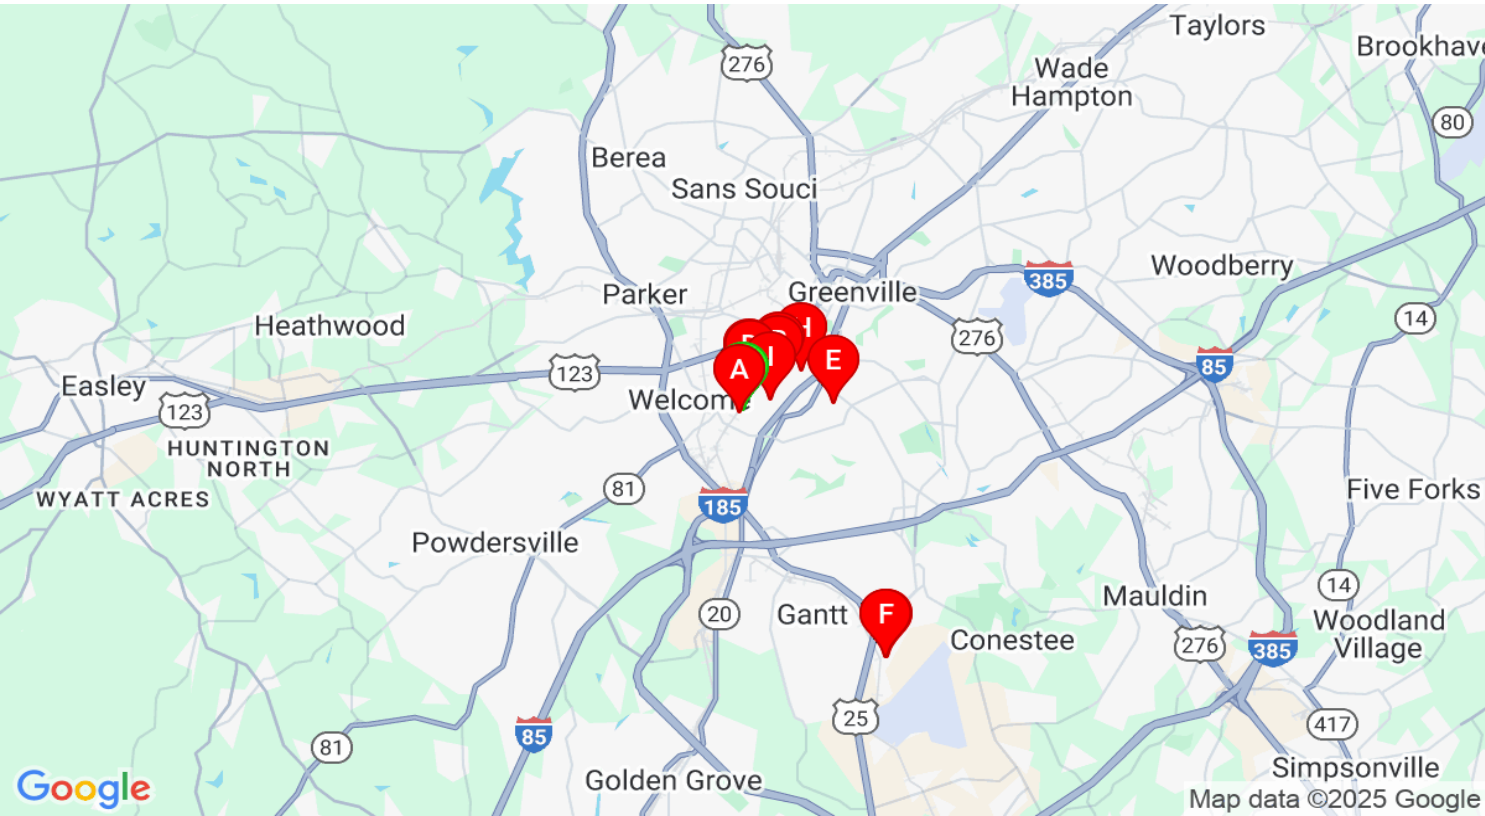 Taylors
Brookhave
276
Wade
Hampton
80
Berea
Sans Souci
Woodberry
385
Parker
Greenville
14
Heathwood
276
H
E
I
A
85
123
Easley
Welcome
123
HUNTINGTON
NORTH
WYATT ACRES
81
185
Five Forks
Powdersville
14
Mauldin
20
Gantt
F
Conestee
Woodland
Village
276
385
25
417
85
81
Simpsonville
Golden Grove
Google
Map data ©2025 Google